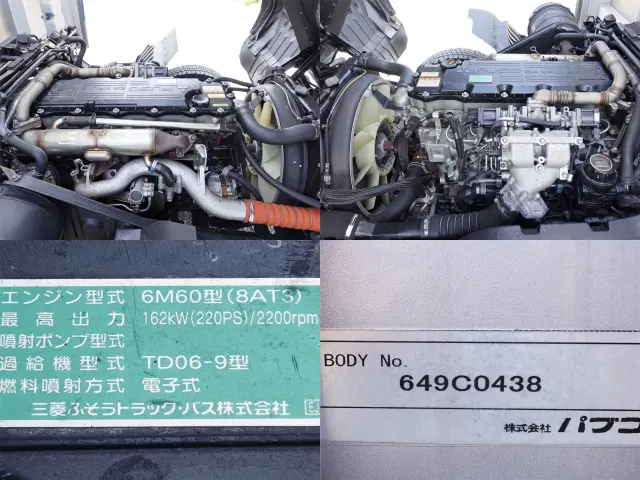 エンジン型式 6M60型(8AT3)
最高出力 162kW(220PS)/2200rpm
噴射ポンプ型式
過給機型式 TD06-9型
燃料噴射方式 電子式
三菱ふそうトラック・バス株式会社
BODY No.
649C0438
株式会社 パブコ